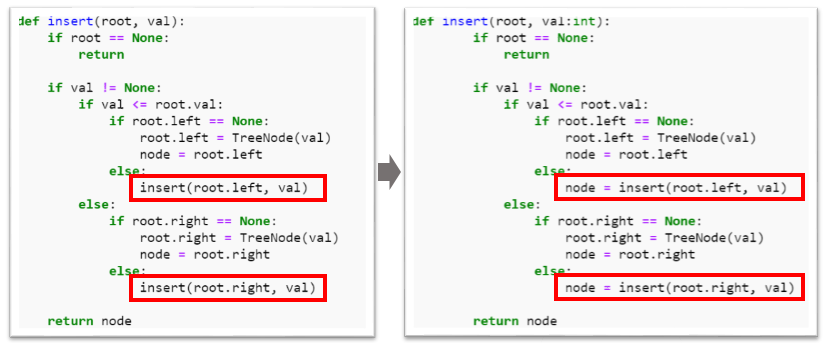 def insert(root, val):
    if root == None:
        return
    if val != None:
        if val <= root.val:
            if root.left == None:
                root.left = TreeNode(val)
                node = root.left
            else:
                insert(root.left, val)
        else:
            if root.right == None:
                root.right = TreeNode(val)
                node = root.right
            else:
                insert(root.right, val)
    return node
def insert(root, val:int):
    if root == None:
        return
    if val != None:
        if val <= root.val:
            if root.left == None:
                root.left = TreeNode(val)
                node = root.left
            else:
                node = insert(root.left, val)
        else:
            if root.right == None:
                root.right = TreeNode(val)
                node = root.right
            else:
                node = insert(root.right, val)
    return node